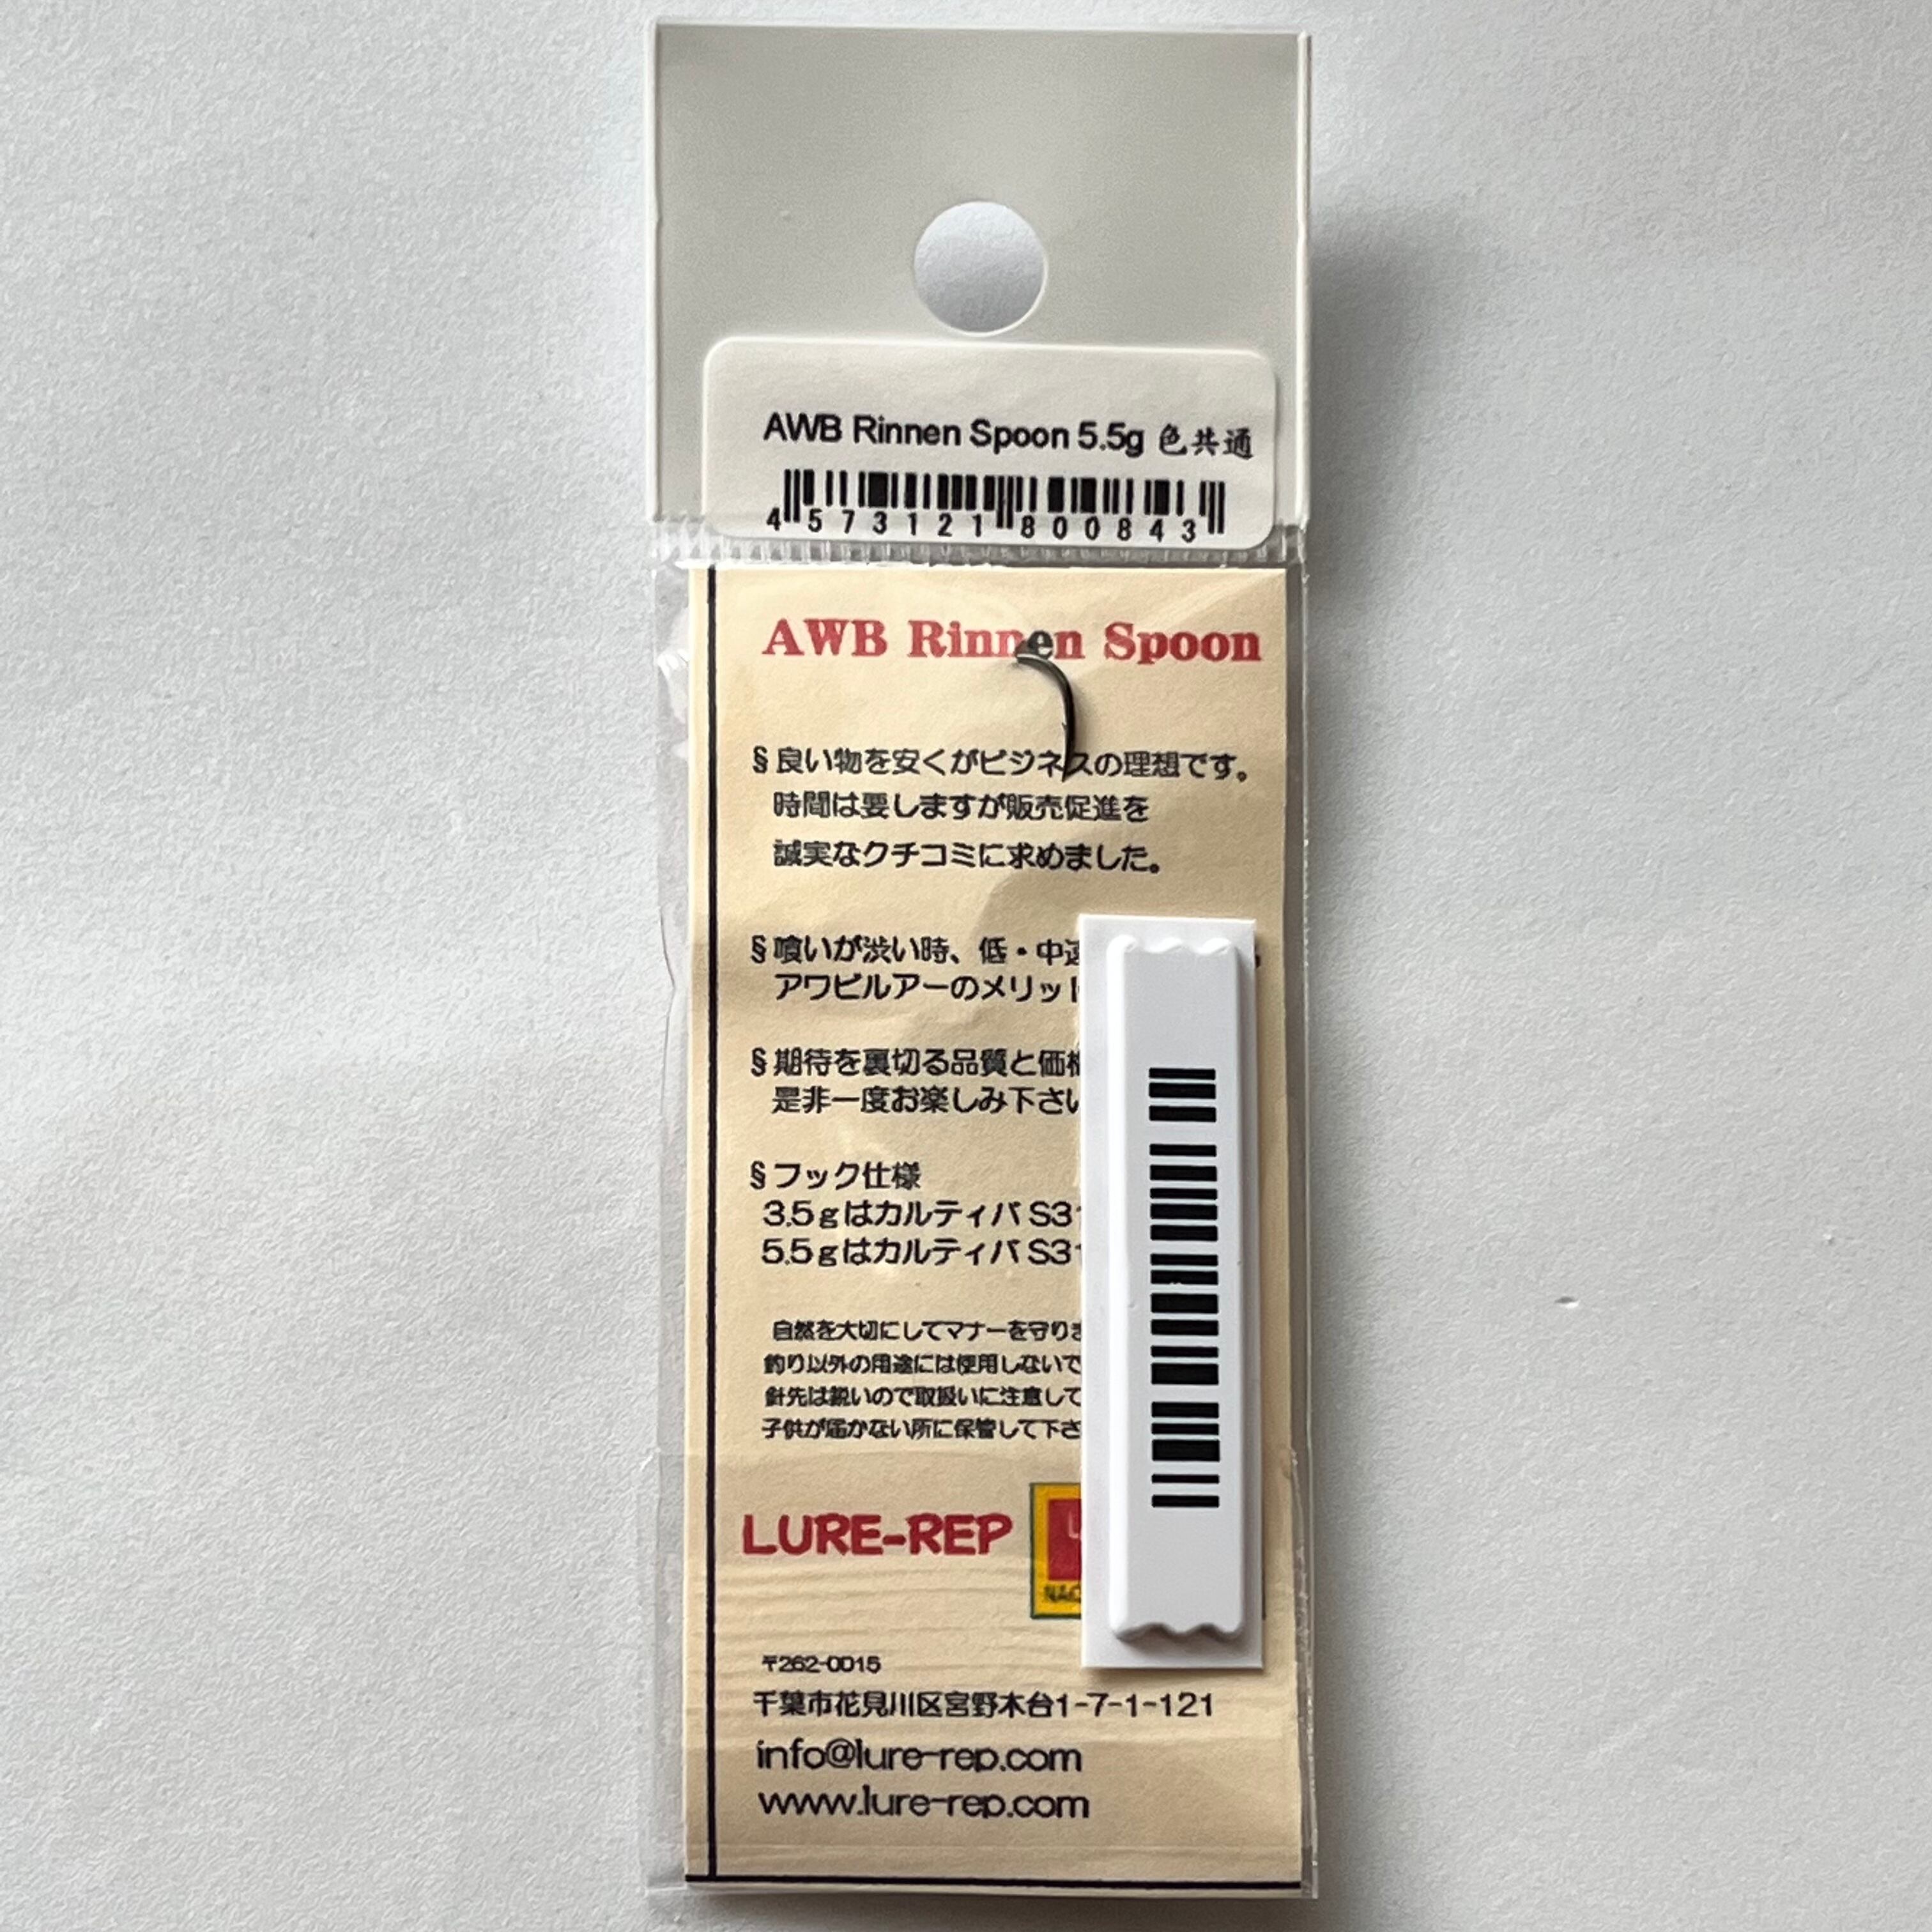 AWB Rinnen Spoon 5.5g 色共通
4 573121 800843
AWB Rinnen Spoon
§ 良い物を安くがビジネスの理想です。
時間は要しますが販売促進を
誠実なクチコミに求めました。
§ 喰いが渋い時、低・中速
アワビルアーのメリット
§ 期待を裏切る品質と価格
是非一度お楽しみ下さい
§ フック仕様
3.5gはカルティバ S31
5.5gはカルティバ S31
自然を大切にしてマナーを守りま
釣り以外の用途には使用しないで
針先は鋭いので取扱いに注意して
子供が届かない所に保管して下さ
LURE-REP
〒262-0015
千葉市花見川区宮野木台1-7-1-121
info@lure-rep.com
www.lure-rep.com